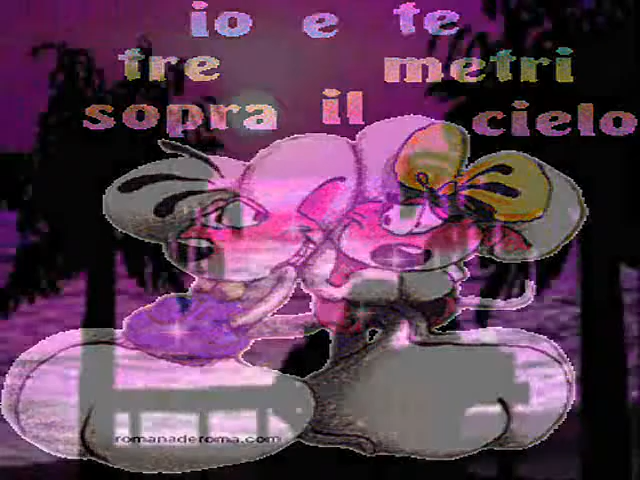 io e te
tre metri
sopra il cielo
romanaderoma.com